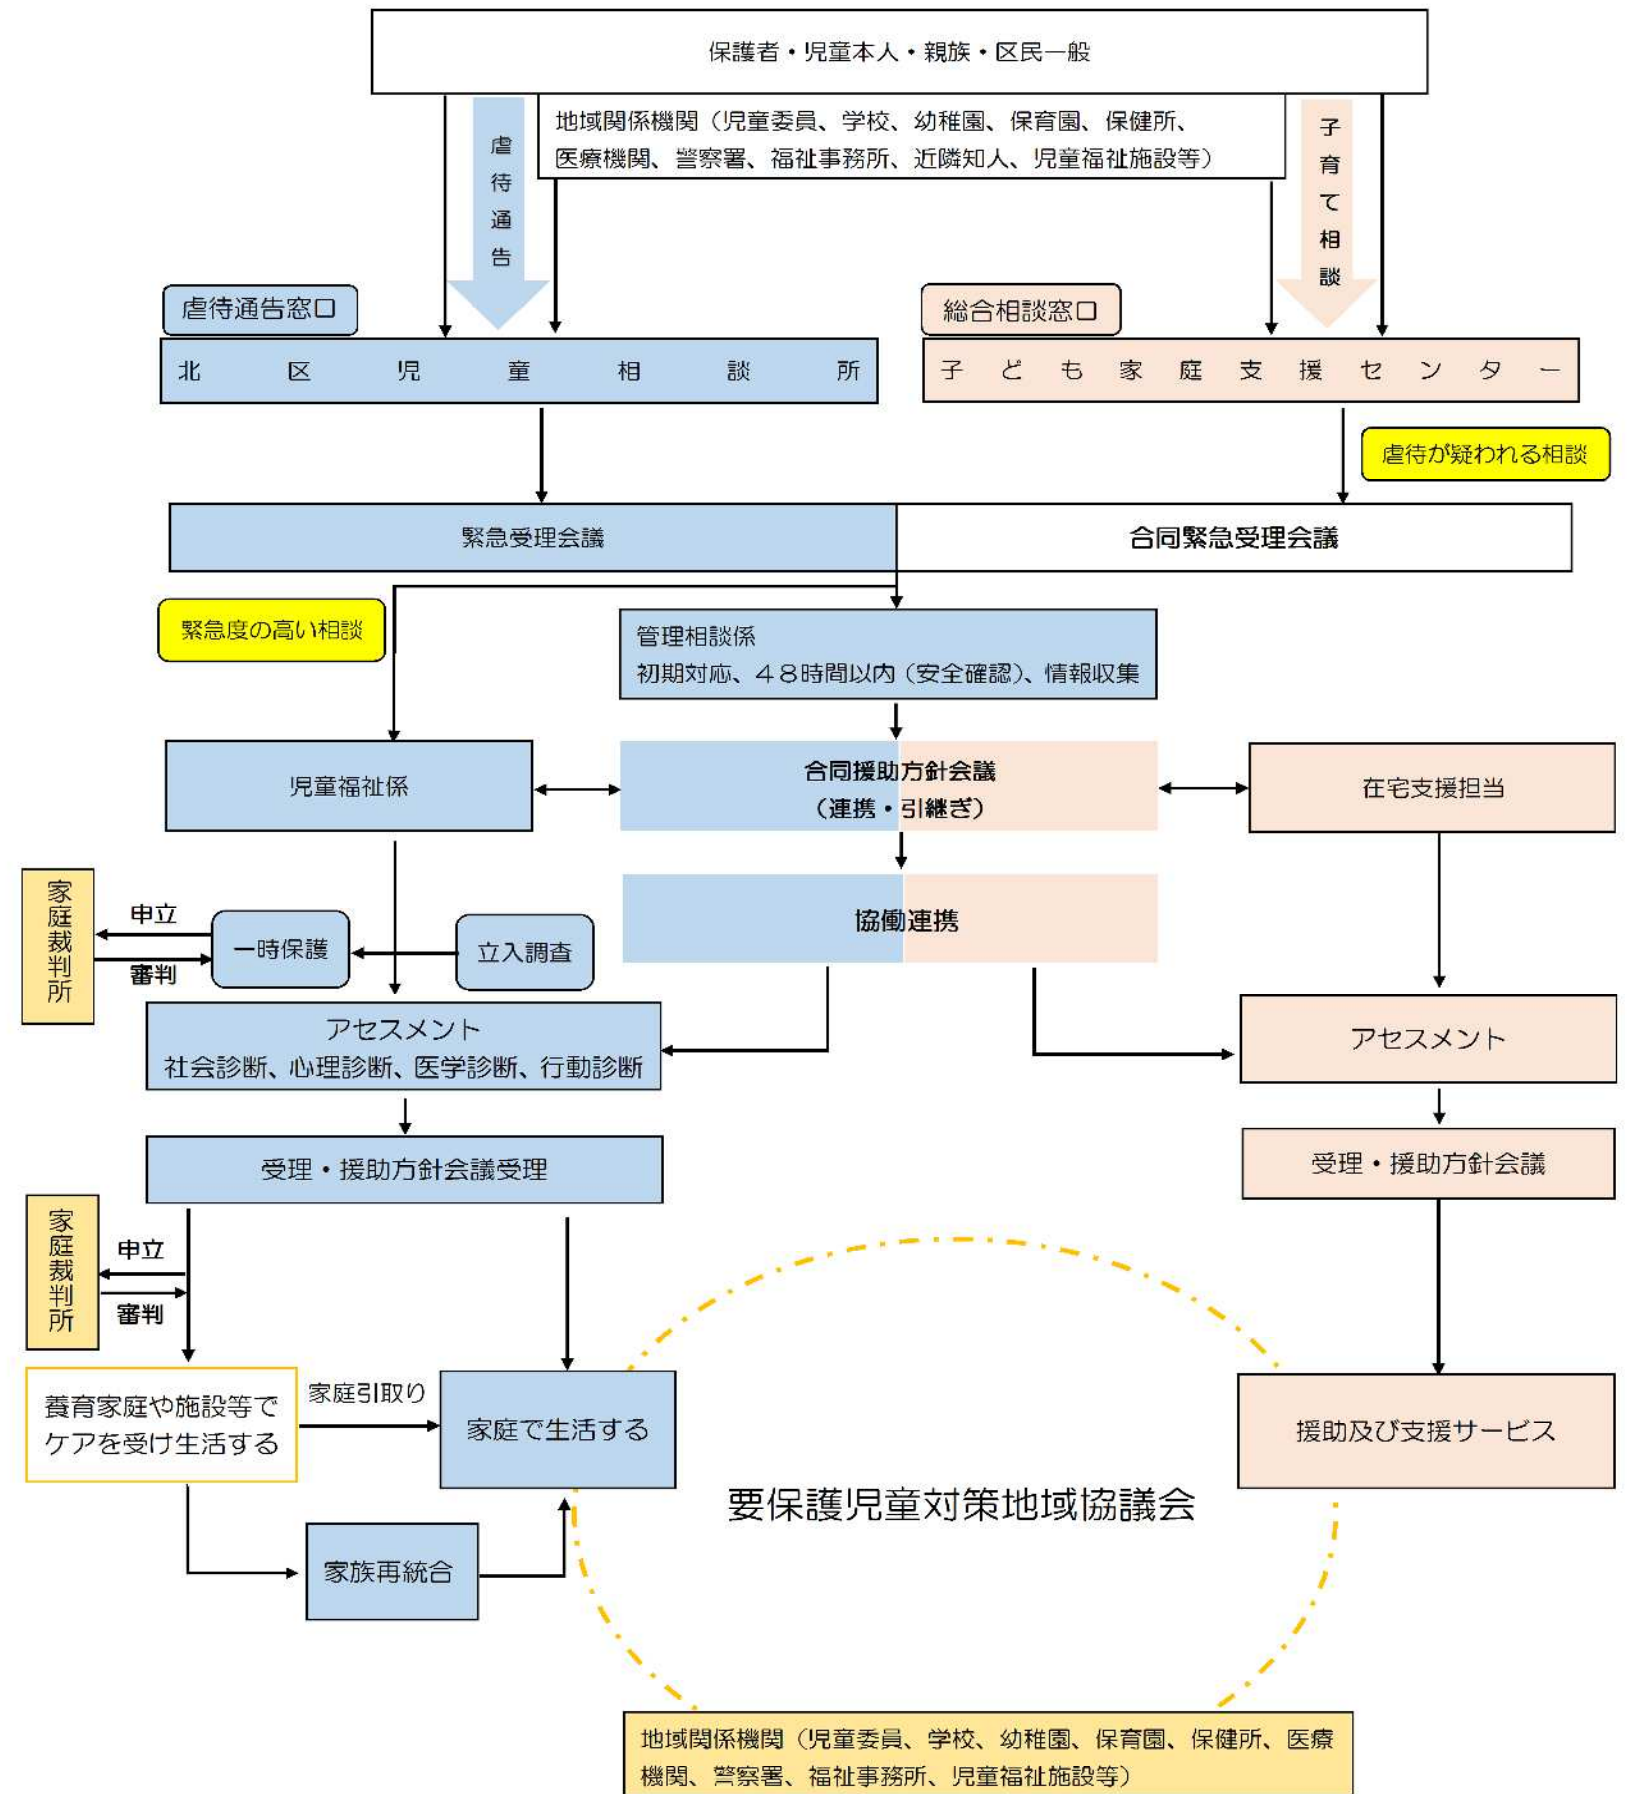 保護者・児童本人・親族・区民一般
虐待通告
地域関係機関（児童委員、学校、幼稚園、保育園、保健所、
医療機関、警察署、福祉事務所、近隣知人、児童福祉施設等）
子育て相談
虐待通告窓口
総合相談窓口
北区児童相談所
子ども家庭支援センター
虐待が疑われる相談
緊急受理会議
合同緊急受理会議
緊急度の高い相談
管理相談係
初期対応、４８時間以内（安全確認）、情報収集
児童福祉係
合同援助方針会議
（連携・引継ぎ）
在宅支援担当
家庭裁判所
申立
審判
一時保護
立入調査
協働連携
アセスメント
社会診断、心理診断、医学診断、行動診断
アセスメント
受理・援助方針会議受理
受理・援助方針会議
家庭裁判所
申立
審判
養育家庭や施設等で
ケアを受け生活する
家庭引取り
家庭で生活する
援助及び支援サービス
要保護児童対策地域協議会
家族再統合
地域関係機関（児童委員、学校、幼稚園、保育園、保健所、医療
機関、警察署、福祉事務所、児童福祉施設等）